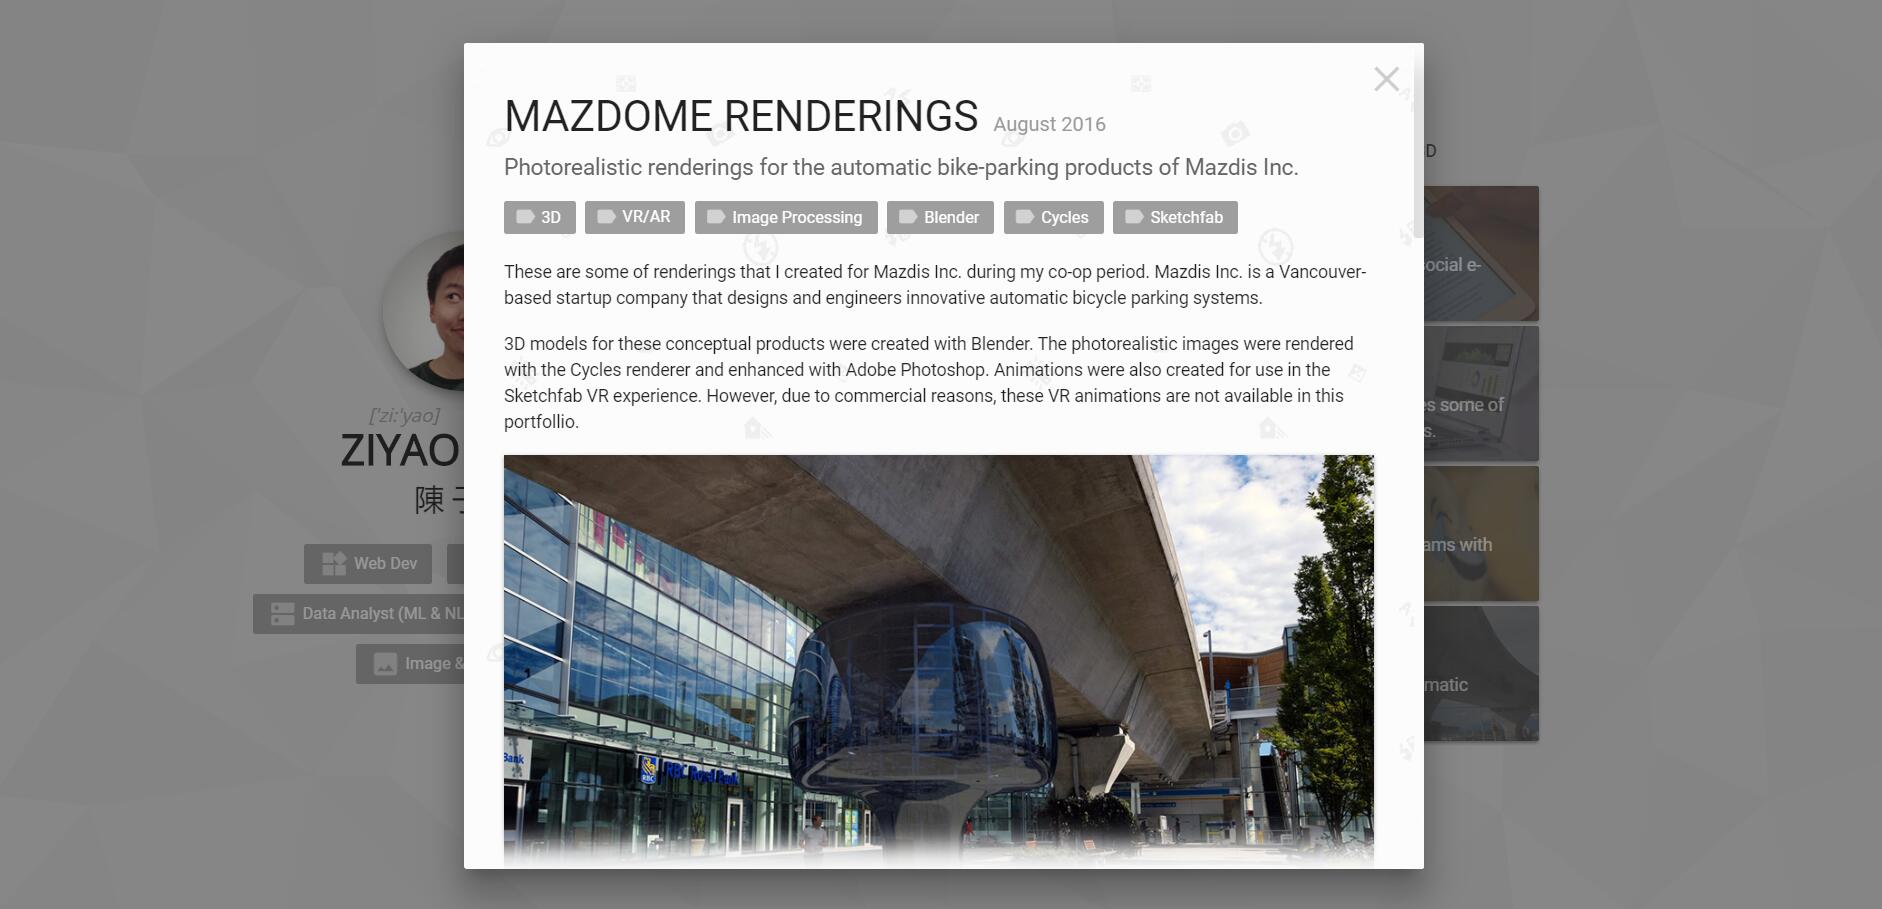 MAZDOME RENDERINGS August 2016
Photorealistic renderings for the automatic bike-parking products of Mazdis Inc.
3D VR/AR Image Processing Blender Cycles Sketchfab
These are some of renderings that I created for Mazdis Inc. during my co-op period. Mazdis Inc. is a Vancouver-
based startup company that designs and engineers innovative automatic bicycle parking systems.
3D models for these conceptual products were created with Blender. The photorealistic images were rendered
with the Cycles renderer and enhanced with Adobe Photoshop. Animations were also created for use in the
Sketchfab VR experience. However, due to commercial reasons, these VR animations are not available in this
portfollio.
Bank
RBC RBC Royal Bank
['zi:'yao]
ZIYAO
陳
Web Dev
Data Analyst (ML & NL
Image &
D
social e-
es some of
s.
ams with
matic